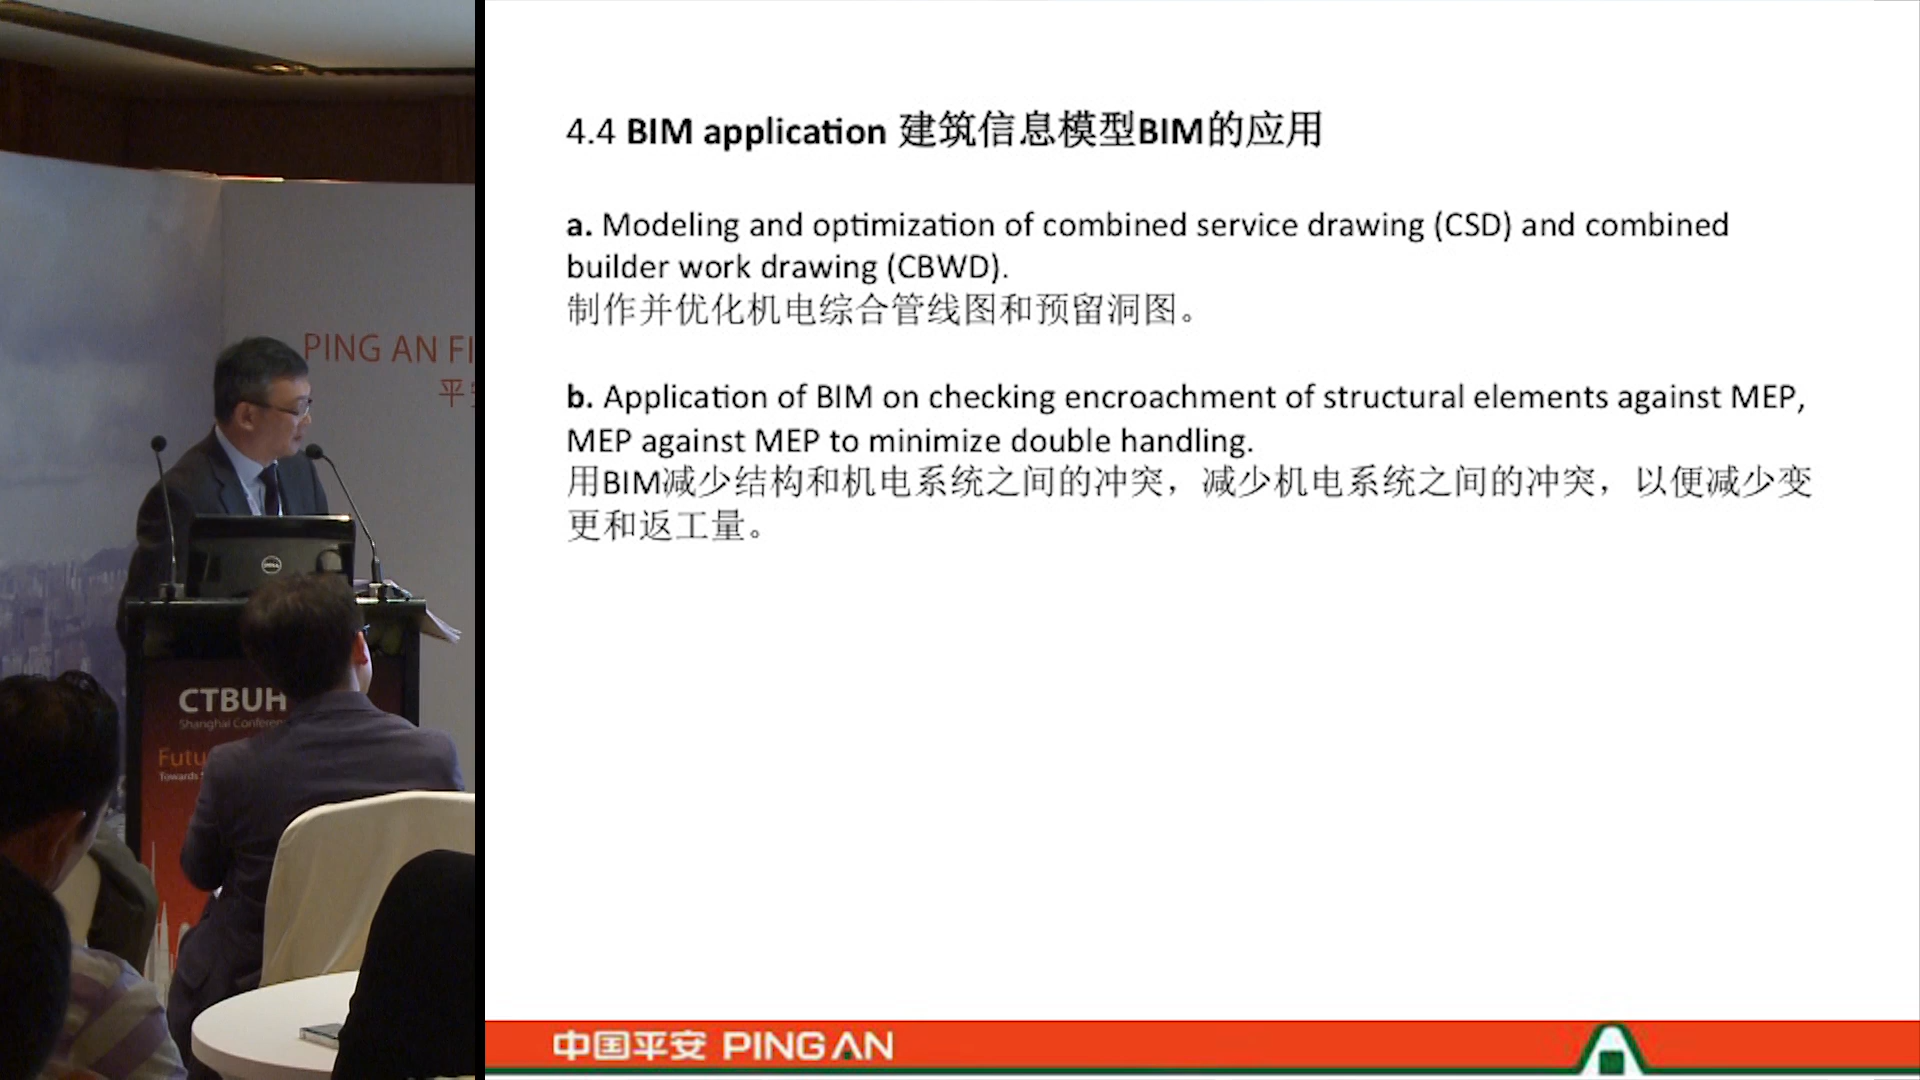 4.4 BIM application 建筑信息模型BIM的应用
a. Modeling and optimization of combined service drawing (CSD) and combined
builder work drawing (CBWD).
制作并优化机电综合管线图和预留洞图。
b. Application of BIM on checking encroachment of structural elements against MEP,
MEP against MEP to minimize double handling.
用BIM减少结构和机电系统之间的冲突，减少机电系统之间的冲突，以便减少变
更和返工量。
中国平安 PING AN
PING AN
平
DELL
CTBUH
Shanghai
Towards